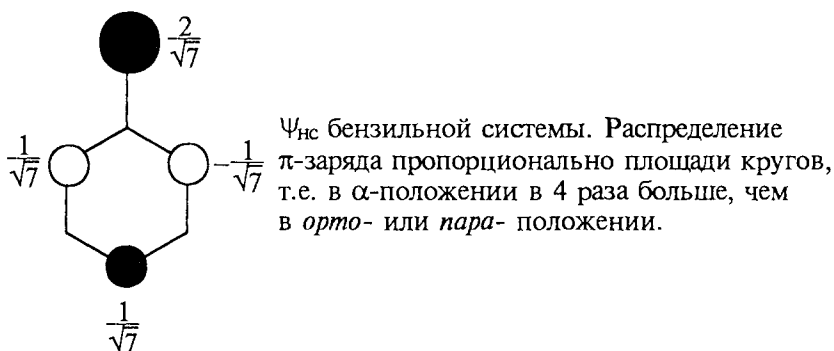 2/√7
1/√7
-1/√7
Ψнс бензильной системы. Распределение
π-заряда пропорционально площади кругов,
т.е. в α-положении в 4 раза больше, чем
в орто- или пара- положении.
1/√7